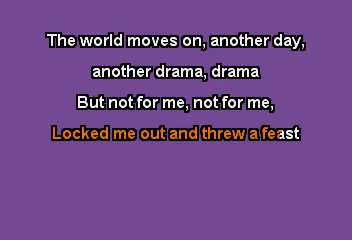 The world moves on, another day,
another drama, drama
But not for me, not for me,
Locked me out and threw a feast